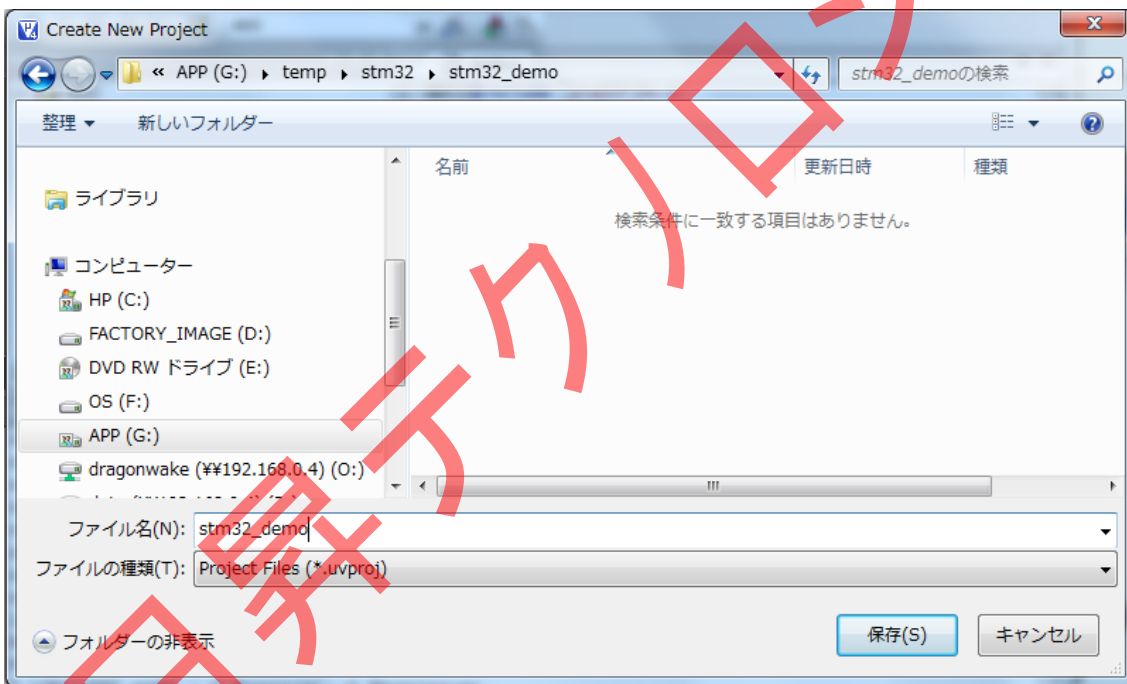 Create New Project
« APP (G:) ▸ temp ▸ stm32 ▸ stm32_demo
stm32_demoの検索
整理 ▼ 新しいフォルダー
名前 更新日時 種類
検索条件に一致する項目はありません。
ライブラリ
コンピューター
HP (C:)
FACTORY_IMAGE (D:)
DVD RW ドライブ (E:)
OS (F:)
APP (G:)
dragonwake (¥¥192.168.0.4) (O:)
ファイル名(N): stm32_demo
ファイルの種類(T): Project Files (*.uvproj)
フォルダーの非表示
保存(S) キャンセル
昇テクノロ